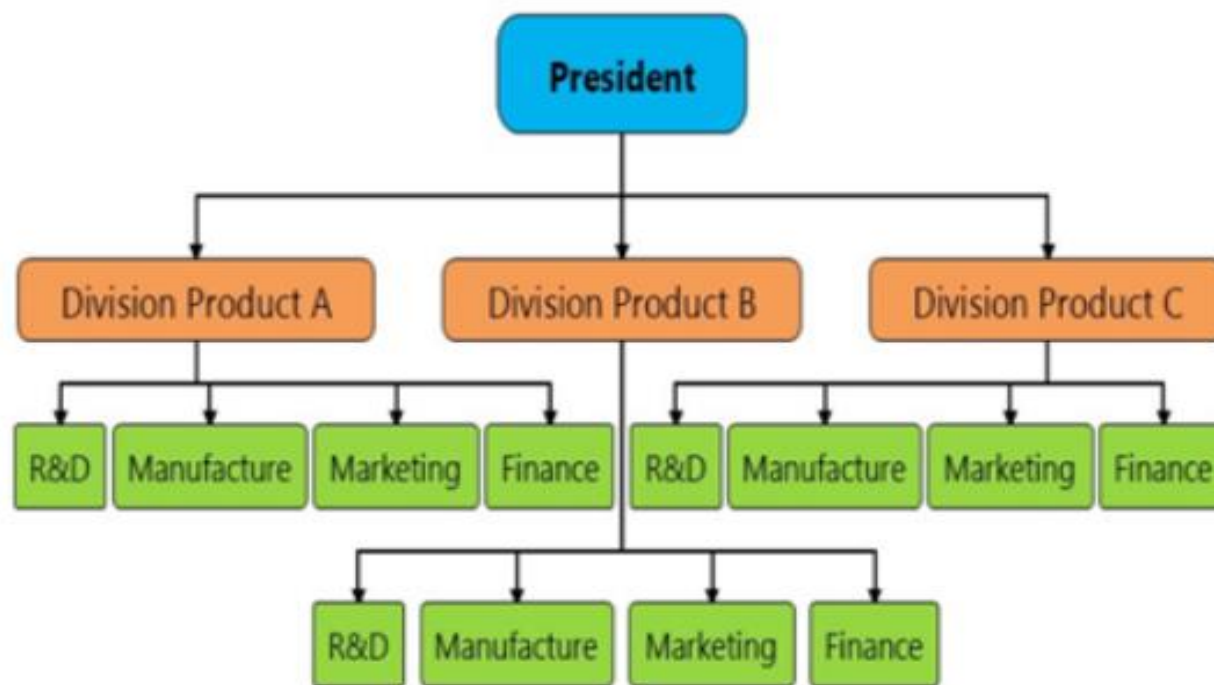 President
Division Product A
Division Product B
Division Product C
R&D
Manufacture
Marketing
Finance
R&D
Manufacture
Marketing
Finance
R&D
Manufacture
Marketing
Finance